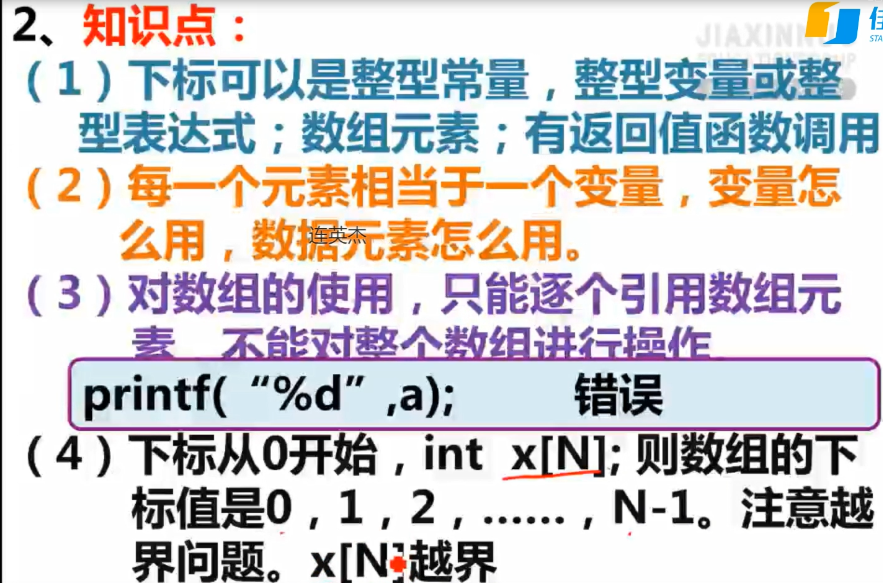 JIAXINN
STA
2、知识点：
（1）下标可以是整型常量，整型变量或整
型表达式；数组元素；有返回值函数调用
（2）每一个元素相当于一个变量，变量怎
么用，数据元素怎么用。
连英杰
（3）对数组的使用，只能逐个引用数组元
素，不能对整个数组进行操作。
printf(“%d”,a); 错误
（4）下标从0开始，int x[N]; 则数组的下
标值是0，1，2，……，N-1。注意越
界问题。x[N]越界